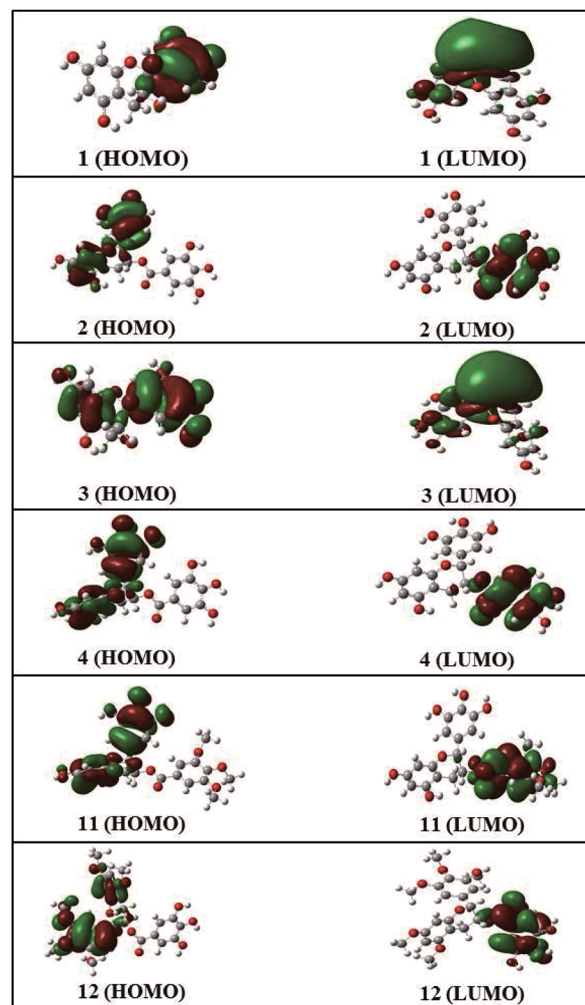 1 (HOMO)
1 (LUMO)
2 (HOMO)
2 (LUMO)
3 (HOMO)
3 (LUMO)
4 (HOMO)
4 (LUMO)
11 (HOMO)
11 (LUMO)
12 (HOMO)
12 (LUMO)